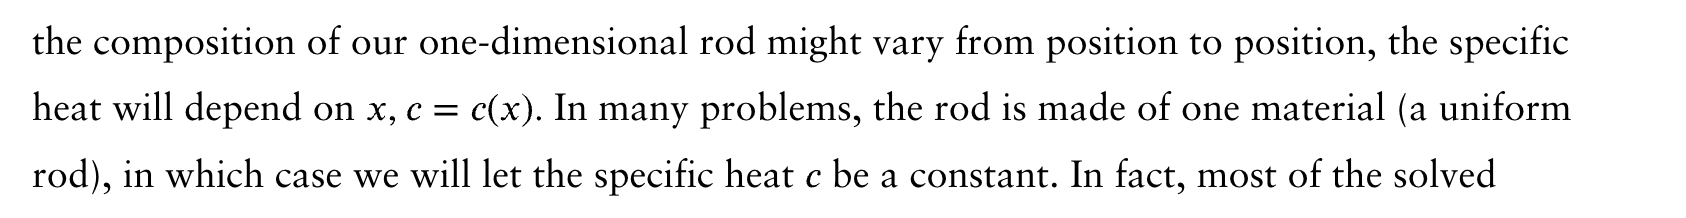 the composition of our one-dimensional rod might vary from position to position, the specific
heat will depend on x, c = c(x). In many problems, the rod is made of one material (a uniform
rod), in which case we will let the specific heat c be a constant. In fact, most of the solved